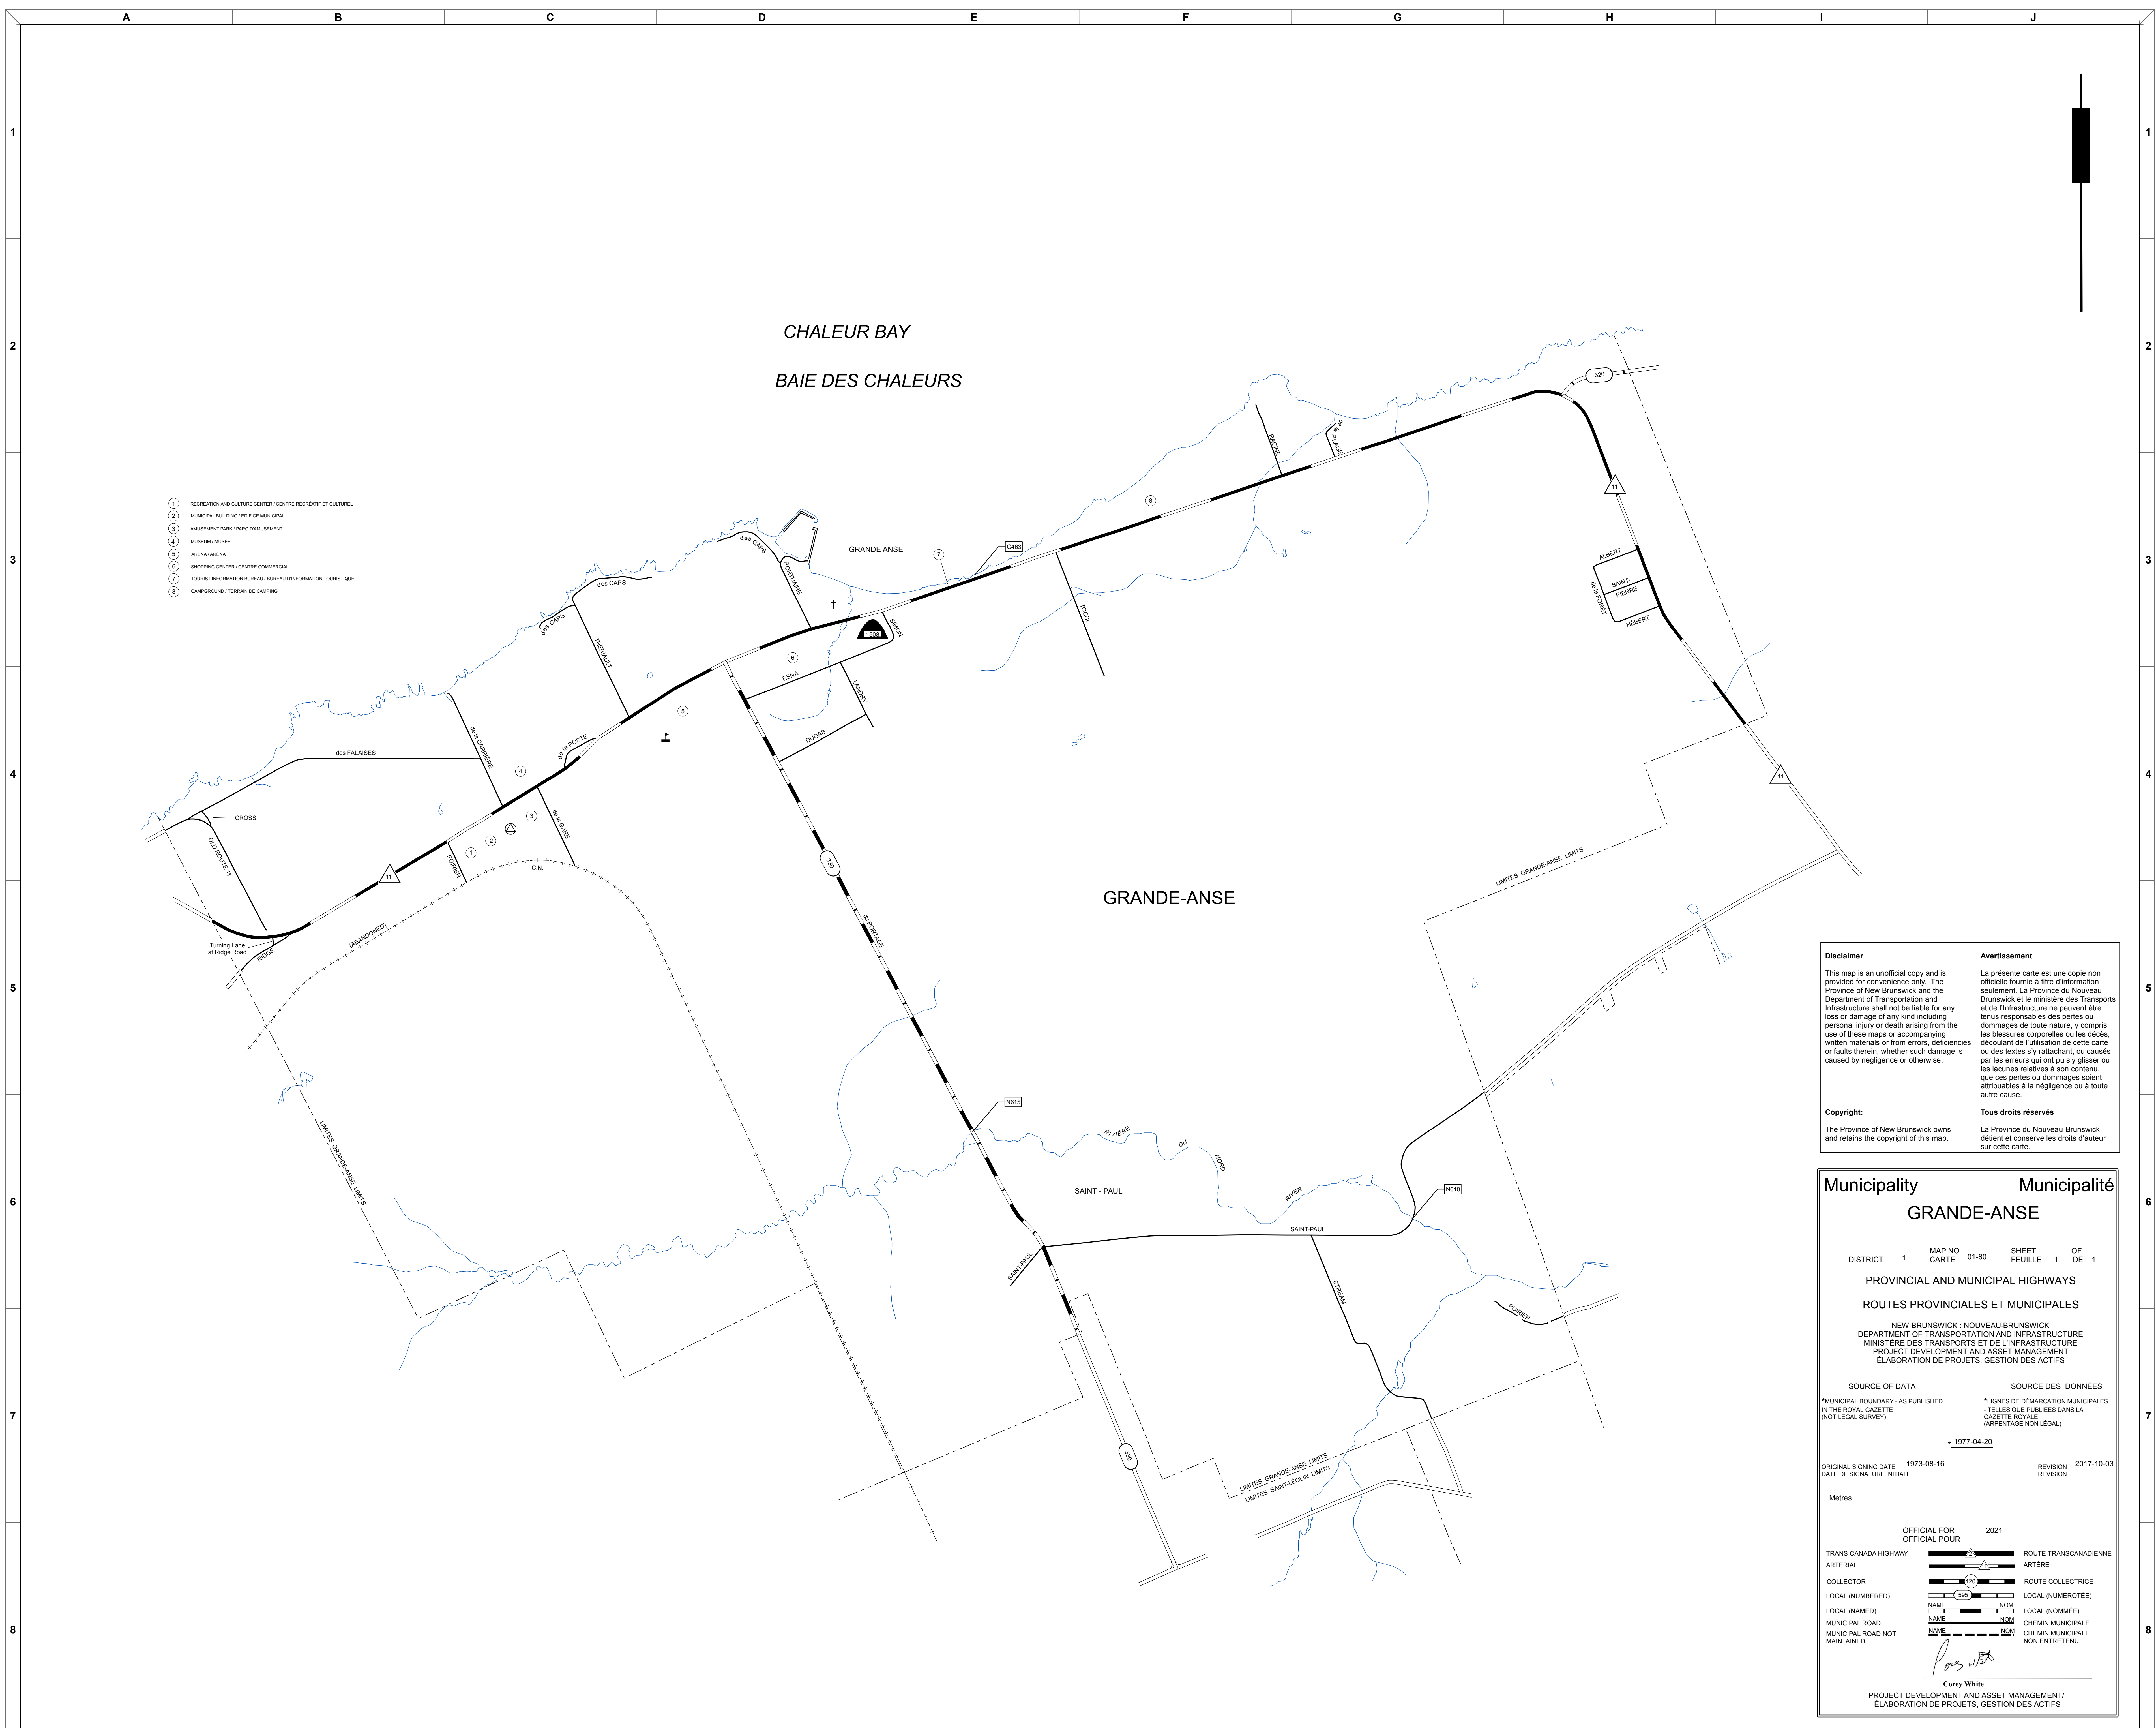 A B C D E F G H I J
1 1
2 2
3 3
4 4
5 5
6 6
7 7
8 8
CHALEUR BAY
BAIE DES CHALEURS
1 RECREATION AND CULTURE CENTER / CENTRE RÉCRÉATIF ET CULTUREL
2 MUNICIPAL BUILDING / EDIFICE MUNICIPAL
3 AMUSEMENT PARK / PARC D'AMUSEMENT
4 MUSEUM / MUSÉE
5 ARENA / ARÉNA
6 SHOPPING CENTER / CENTRE COMMERCIAL
7 TOURIST INFORMATION BUREAU / BUREAU D'INFORMATION TOURISTIQUE
8 CAMPGROUND / TERRAIN DE CAMPING
320
RACINE
de la
PLAGE
11
8
GRANDE ANSE
7
G463
des CAPS
PORTUAIRE
des CAPS
des CAPS
THÉRIAULT
1508
SIMON
TOCCI
ALBERT
SAINT-
PIERRE
de la FORÊT
HÉBERT
6
ESNA
LANDRY
DUGAS
5
de la POSTE
de la CARRIÈRE
des FALAISES
4
3
2
1
de la GARE
POIRIER
CROSS
OLD ROUTE 11
11
11
C.N.
(ABANDONED)
Turning Lane
at Ridge Road
RIDGE
330
du PORTAGE
GRANDE-ANSE
LIMITES GRANDE-ANSE LIMITS
LIMITES GRANDE-ANSE LIMITS
N615
RIVIÈRE
DU
NORD
RIVER
SAINT - PAUL
N610
SAINT-PAUL
SAINT-PAUL
STREAM
POIRIER
330
LIMITES GRANDE-ANSE LIMITS
LIMITES SAINT-LÉOLIN LIMITS
Disclaimer
This map is an unofficial copy and is
provided for convenience only. The
Province of New Brunswick and the
Department of Transportation and
Infrastructure shall not be liable for any
loss or damage of any kind including
personal injury or death arising from the
use of these maps or accompanying
written materials or from errors, deficiencies
or faults therein, whether such damage is
caused by negligence or otherwise.
Copyright:
The Province of New Brunswick owns
and retains the copyright of this map.
Avertissement
La présente carte est une copie non
officielle fournie à titre d'information
seulement. La Province du Nouveau
Brunswick et le ministère des Transports
et de l'Infrastructure ne peuvent être
tenus responsables des pertes ou
dommages de toute nature, y compris
les blessures corporelles ou les décès,
découlant de l'utilisation de cette carte
ou des textes s'y rattachant, ou causés
par les erreurs qui ont pu s'y glisser ou
les lacunes relatives à son contenu,
que ces pertes ou dommages soient
attribuables à la négligence ou à toute
autre cause.
Tous droits réservés
La Province du Nouveau-Brunswick
détient et conserve les droits d'auteur
sur cette carte.
Municipality Municipalité
GRANDE-ANSE
DISTRICT 1 MAP NO CARTE 01-80 SHEET FEUILLE 1 OF DE 1
PROVINCIAL AND MUNICIPAL HIGHWAYS
ROUTES PROVINCIALES ET MUNICIPALES
NEW BRUNSWICK : NOUVEAU-BRUNSWICK
DEPARTMENT OF TRANSPORTATION AND INFRASTRUCTURE
MINISTÈRE DES TRANSPORTS ET DE L'INFRASTRUCTURE
PROJECT DEVELOPMENT AND ASSET MANAGEMENT
ÉLABORATION DE PROJETS, GESTION DES ACTIFS
SOURCE OF DATA SOURCE DES DONNÉES
*MUNICIPAL BOUNDARY - AS PUBLISHED
IN THE ROYAL GAZETTE
(NOT LEGAL SURVEY)
*LIGNES DE DÉMARCATION MUNICIPALES
- TELLES QUE PUBLIÉES DANS LA
GAZETTE ROYALE
(ARPENTAGE NON LÉGAL)
* 1977-04-20
ORIGINAL SIGNING DATE 1973-08-16
DATE DE SIGNATURE INITIALE
REVISION 2017-10-03
REVISION
Metres
OFFICIAL FOR 2021
OFFICIAL POUR
TRANS CANADA HIGHWAY 2 ROUTE TRANSCANADIENNE
ARTERIAL 11 ARTÈRE
COLLECTOR 120 ROUTE COLLECTRICE
LOCAL (NUMBERED) 595 LOCAL (NUMÉROTÉE)
LOCAL (NAMED) NAME NOM LOCAL (NOMMÉE)
MUNICIPAL ROAD NAME NOM CHEMIN MUNICIPALE
MUNICIPAL ROAD NOT NAME NOM CHEMIN MUNICIPALE
MAINTAINED NON ENTRETENU
Corey White
Corey White
PROJECT DEVELOPMENT AND ASSET MANAGEMENT/
ÉLABORATION DE PROJETS, GESTION DES ACTIFS